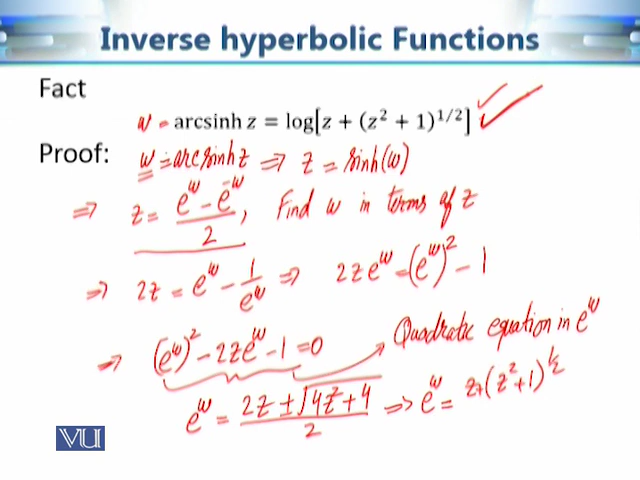 Inverse hyperbolic Functions
Fact
w = arcsinh z = log[z + (z² + 1)^1/2]
Proof: w = arcsinhz ⇒ z = sinh(w)
⇒ z = (e^w - e^-w)/2, Find w in terms of z
⇒ 2z = e^w - 1/e^w ⇒ 2ze^w = (e^w)² - 1
⇒ (e^w)² - 2ze^w - 1 = 0 Quadratic equation in e^w
e^w = (2z ± √4z²+4)/2 ⇒ e^w = z+(z²+1)^1/2
VU